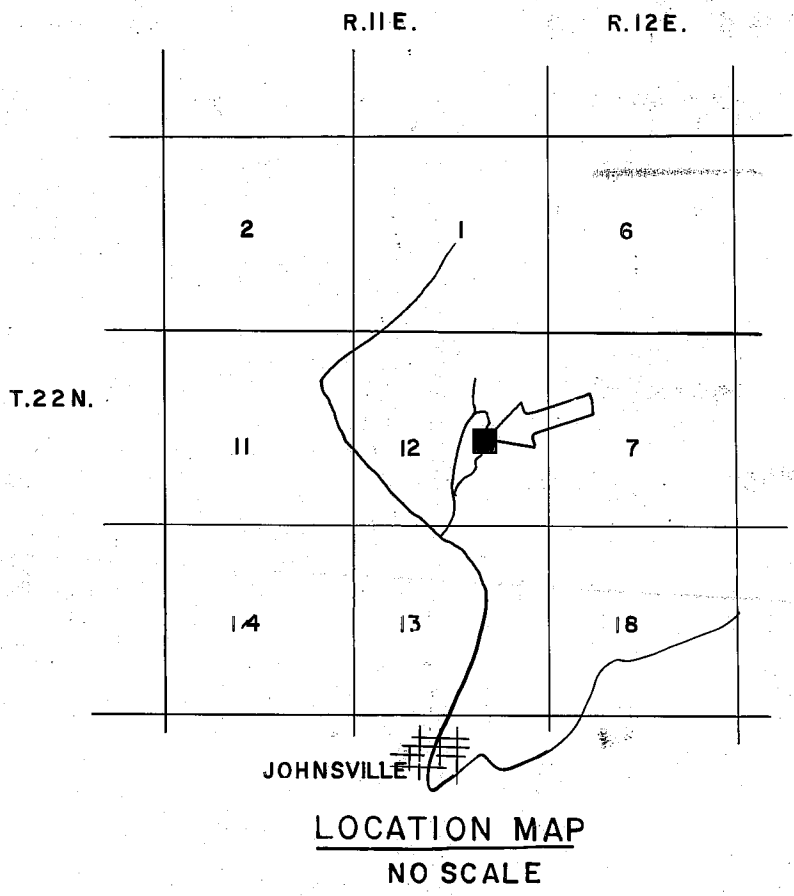 R.11E. R.12E.
2 1 6
T.22N.
11 12 7
14 13 18
JOHNSVILLE
LOCATION MAP
NO SCALE